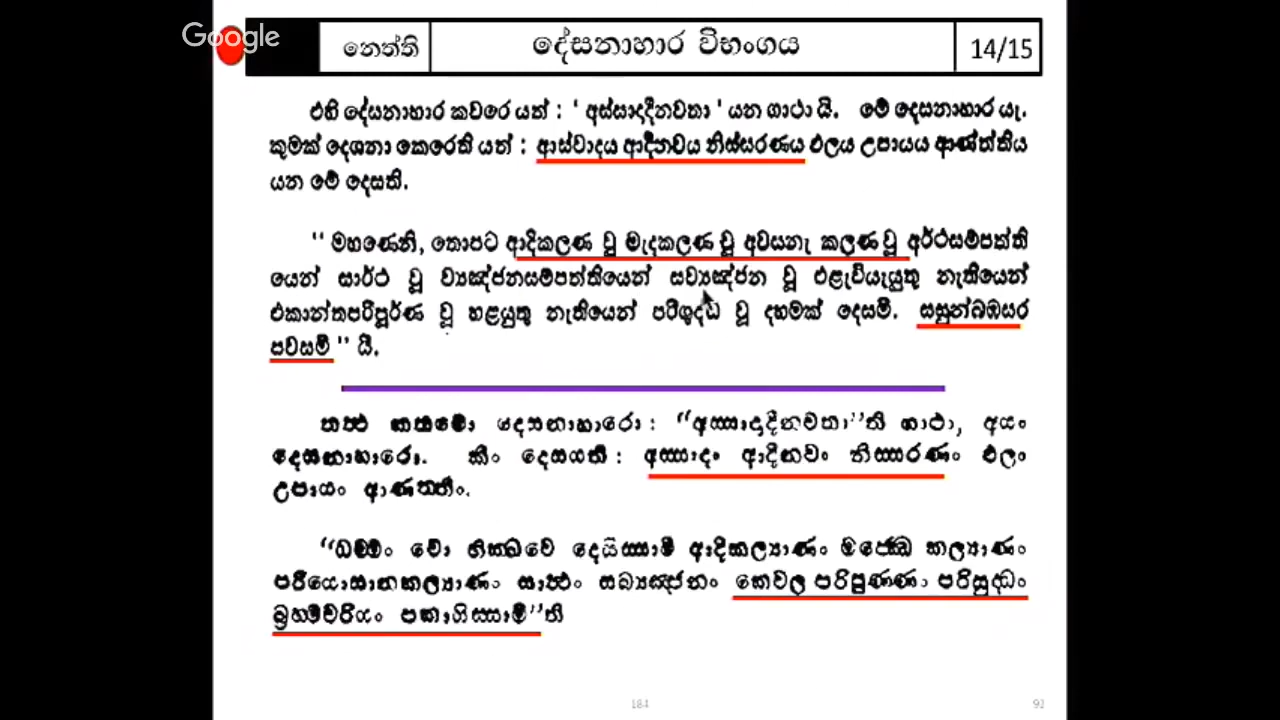 Google
නෙත්ති
දේසනාහාර විභංගය
14/15
එහි දේසනාහාර කවරෙ යත් : ' අස්සාදාදීනවතා ' යන ගාථා යි. මේ දෙසනාහාර යැ.
කුමක් දෙශනා කෙරෙති යත් : ආස්වාදය ආදීනවය නිස්සරණය ඵලය උපායය ආණත්තිය
යන මේ දෙසති.
“ මහණෙනි, තොපට ආදිකලණ වූ මැදකලණ වූ අවසනැ කලණ වූ අර්ථසම්පත්ති
යෙන් සාර්ථ වූ ව්‍යඤ්ජනසම්පත්තියෙන් සව්‍යඤ්ජන වූ එළැවියැයුතු නැතියෙන්
එකාන්තපරිපූර්ණ වූ හළයුතු නැතියෙන් පරිශුද්ධ වූ දහමක් දෙසමි. සසුන්බඹසර
පවසමි ” යි.
තත්‍ථ කතමො දෙසනාහාරො : “අස්සාදාදීනවතා”ති ගාථා, අයං
දෙසනාහාරො. කිං දෙසයති : අස්සාදං ආදීනවං නිස්සරණං ඵලං
උපායං ආණත්තිං.
“ධම්මං වො භික්ඛවෙ දෙයිස්සාමි ආදිකල්‍යාණං මජ්ඣෙ කල්‍යාණං
පරියොසානකල්‍යාණං සාත්‍ථං සබ්‍යඤ්ජනං කෙවල පරිපුණ්ණං පරිසුද්ධං
බ්‍රහ්මචරියං පකාශිස්සාමී”ති
184
92